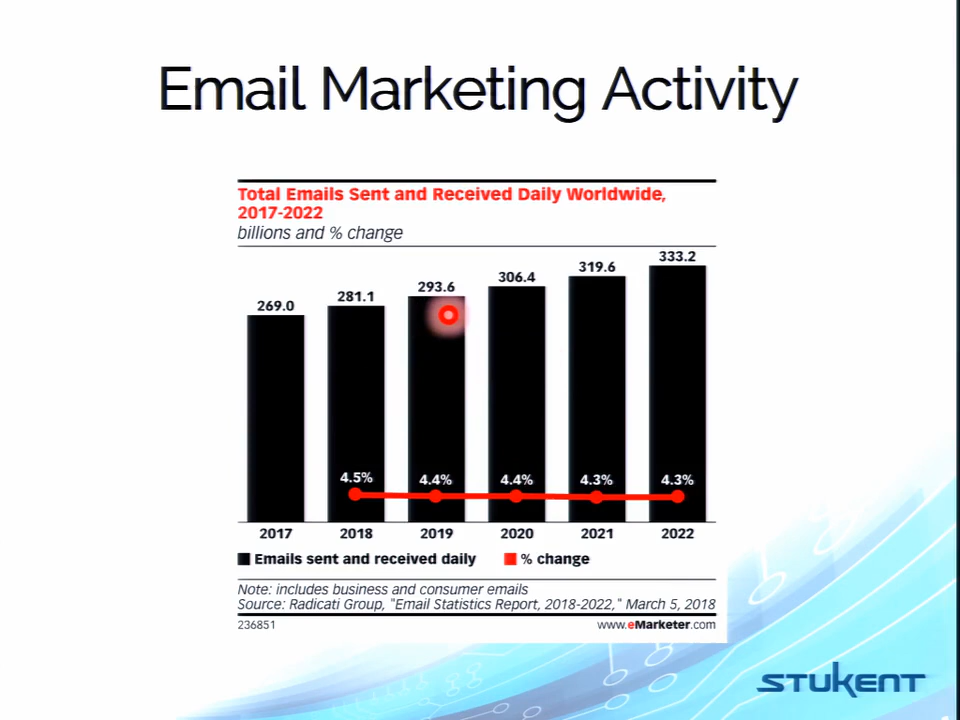 Email Marketing Activity
Total Emails Sent and Received Daily Worldwide,
2017-2022
billions and % change
269.0 281.1 293.6 306.4 319.6 333.2
4.5% 4.4% 4.4% 4.3% 4.3%
2017 2018 2019 2020 2021 2022
Emails sent and received daily % change
Note: includes business and consumer emails
Source: Radicati Group, "Email Statistics Report, 2018-2022," March 5, 2018
236851 www.eMarketer.com
STUKENT